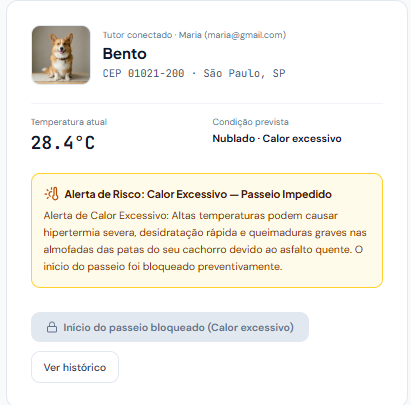 Tutor conectado · Maria (maria@gmail.com)
Bento
CEP 01021-200 · São Paulo, SP
Temperatura atual
28.4°C
Condição prevista
Nublado · Calor excessivo
Alerta de Risco: Calor Excessivo — Passeio Impedido
Alerta de Calor Excessivo: Altas temperaturas podem causar
hipertermia severa, desidratação rápida e queimaduras graves nas
almofadas das patas do seu cachorro devido ao asfalto quente. O
início do passeio foi bloqueado preventivamente.
Início do passeio bloqueado (Calor excessivo)
Ver histórico